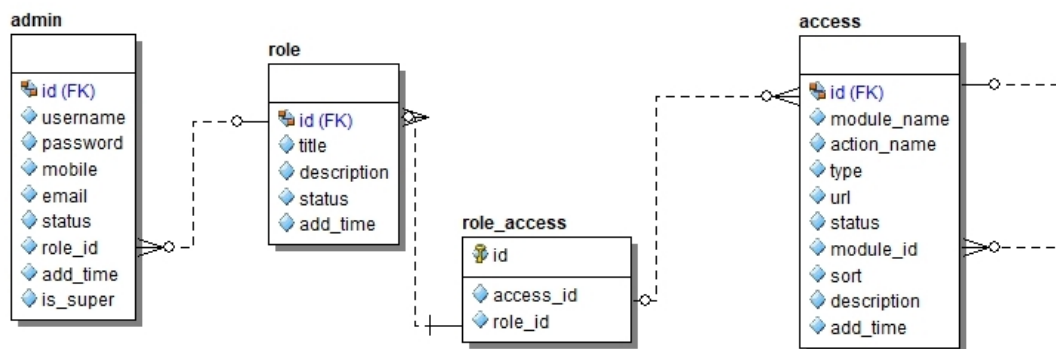 admin
id (FK)
username
password
mobile
email
status
role_id
add_time
is_super
role
id (FK)
title
description
status
add_time
role_access
id
access_id
role_id
access
id (FK)
module_name
action_name
type
url
status
module_id
sort
description
add_time